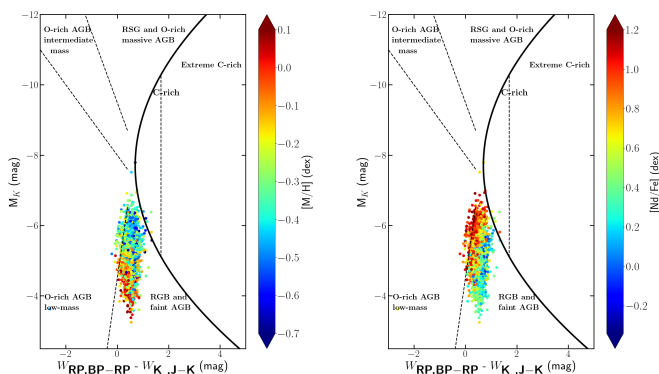 −12
−10
−8
−6
−4
M_K (mag)
O-rich AGB
intermediate
mass
RSG and O-rich
massive AGB
Extreme C-rich
C-rich
O-rich AGB
low-mass
RGB and
faint AGB
−2
0
2
4
W_RP,BP−RP - W_K ,J−K (mag)
0.1
0.0
−0.1
−0.2
−0.3
−0.4
−0.5
−0.6
−0.7
[M/H] (dex)
−12
−10
−8
−6
−4
M_K (mag)
O-rich AGB
intermediate
mass
RSG and O-rich
massive AGB
Extreme C-rich
C-rich
O-rich AGB
low-mass
RGB and
faint AGB
−2
0
2
4
W_RP,BP−RP - W_K ,J−K (mag)
1.2
1.0
0.8
0.6
0.4
0.2
0.0
−0.2
[Nd/Fe] (dex)